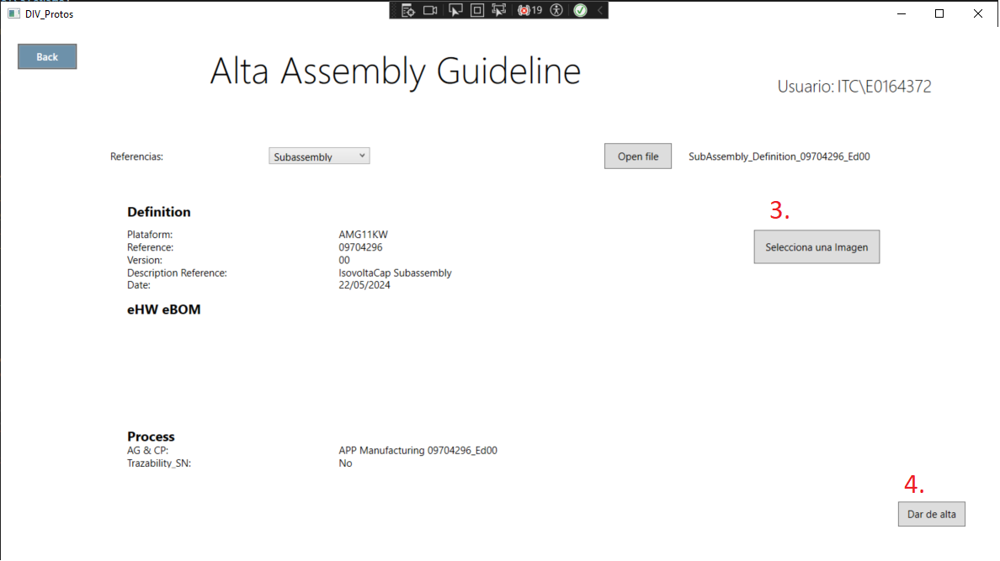 DIV_Protos
19
Back
Alta Assembly Guideline
Usuario: ITC\E0164372
Referencias:
Subassembly
Open file
SubAssembly_Definition_09704296_Ed00
3.
Definition
Selecciona una Imagen
Plataform: AMG11KW
Reference: 09704296
Version: 00
Description Reference: IsovoltaCap Subassembly
Date: 22/05/2024
eHW eBOM
Process
AG & CP: APP Manufacturing 09704296_Ed00
Trazability_SN: No
4.
Dar de alta